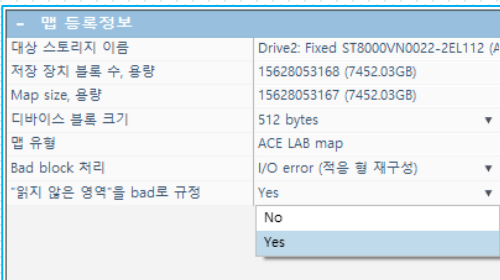 - 맵 등록정보
대상 스토리지 이름 Drive2: Fixed ST8000VN0022-2EL112 (A
저장 장치 블록 수, 용량 15628053168 (7452.03GB)
Map size, 용량 15628053167 (7452.03GB)
디바이스 블록 크기 512 bytes
맵 유형 ACE LAB map
Bad block 처리 I/O error (적응 형 재구성)
"읽지 않은 영역"을 bad로 규정 Yes
No
Yes